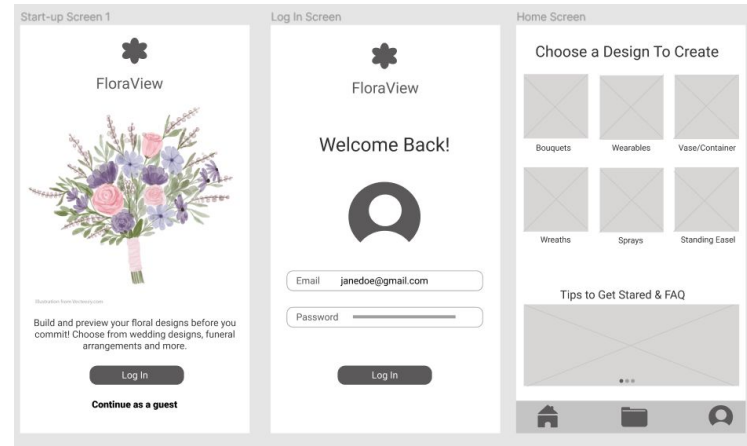 Start-up Screen 1
FloraView
Illustration from
Build and preview your floral designs before you
commit! Choose from wedding designs, funeral
arrangements and more.
Log In
Continue as a guest
Log In Screen
FloraView
Welcome Back!
Email janedoe@gmail.com
Password
Log In
Home Screen
Choose a Design To Create
Bouquets Wearables Vase/Container
Wreaths Sprays Standing Easel
Tips to Get Stared & FAQ